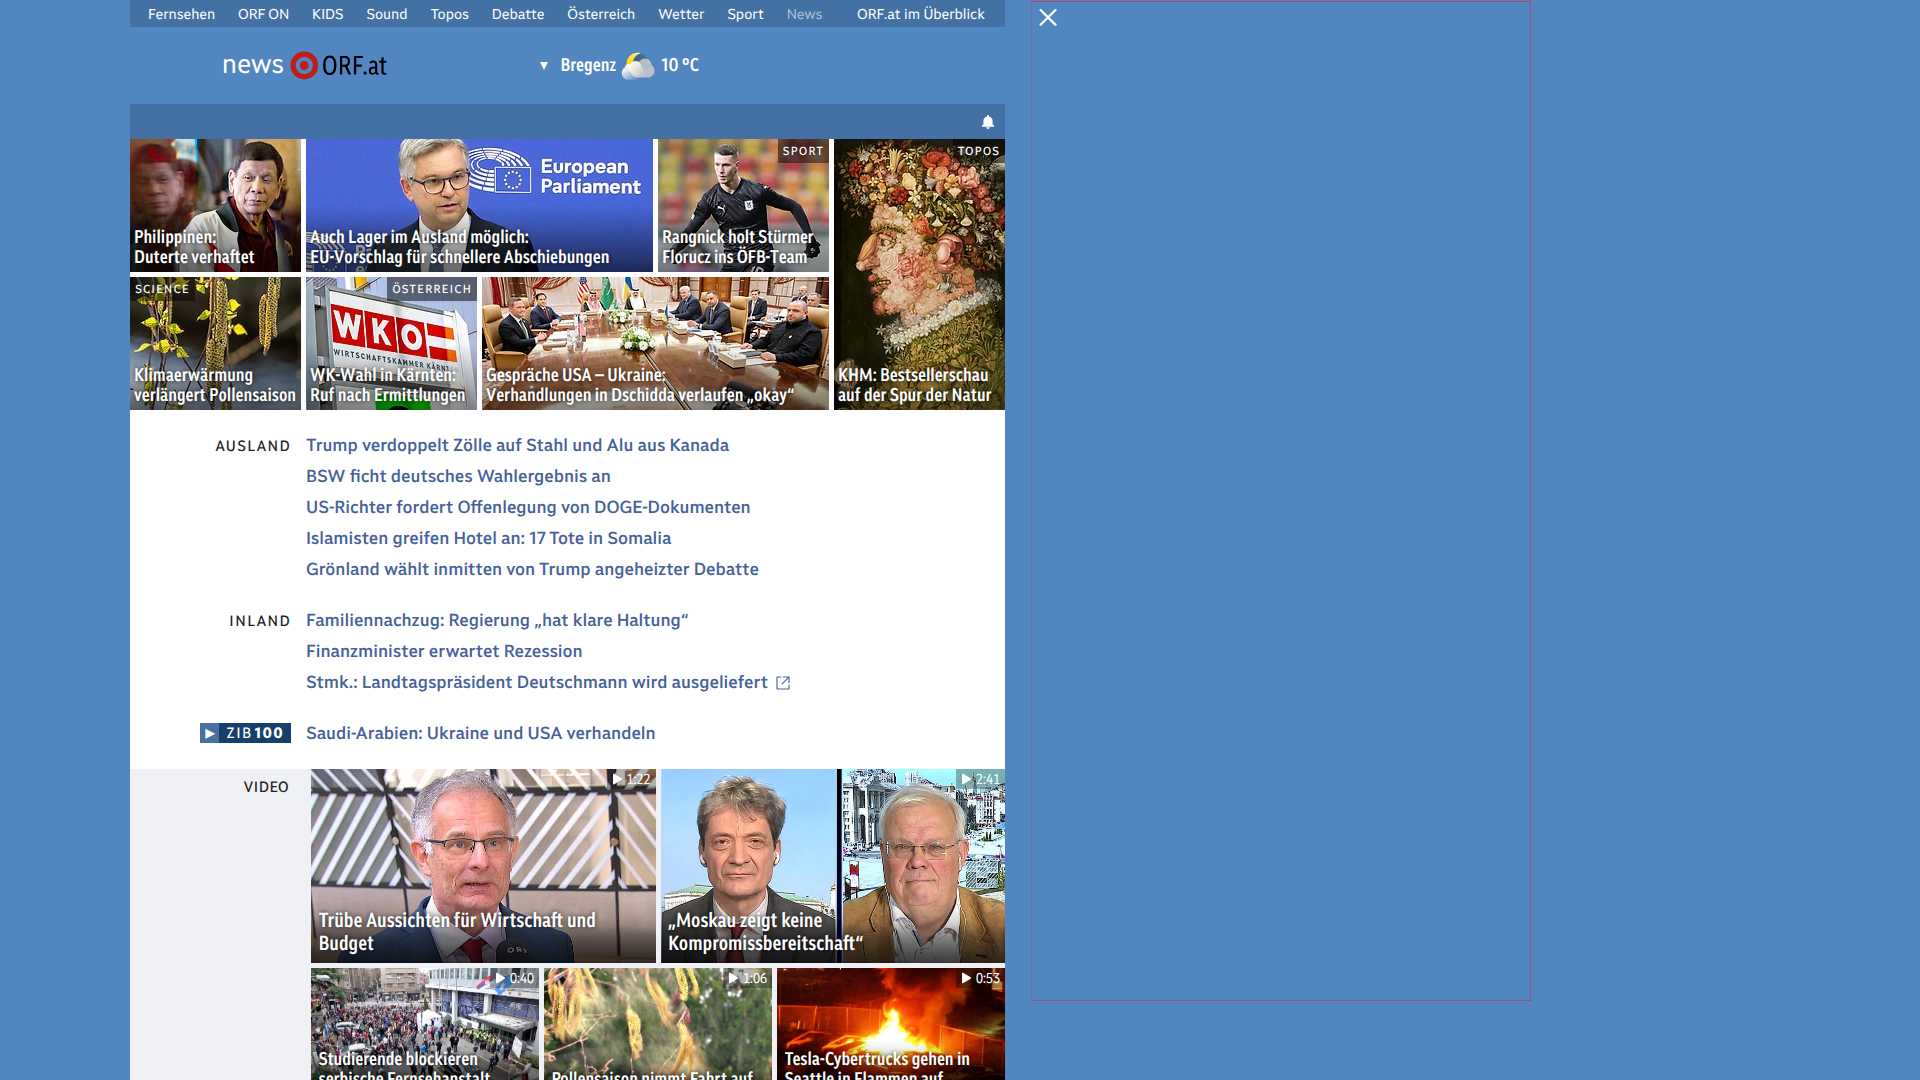 Fernsehen ORF ON KIDS Sound Topos Debatte Österreich Wetter Sport News ORF.at im Überblick
news ORF.at
Bregenz 10 °C
European
Parliament
SPORT
TOPOS
Philippinen:
Duterte verhaftet
Auch Lager im Ausland möglich:
EU-Vorschlag für schnellere Abschiebungen
Rangnick holt Stürmer
Florucz ins ÖFB-Team
SCIENCE
ÖSTERREICH
WKO
WIRTSCHAFTSKAMMER KÄRNT
Klimaerwärmung
verlängert Pollensaison
WK-Wahl in Kärnten:
Ruf nach Ermittlungen
Gespräche USA – Ukraine:
Verhandlungen in Dschidda verlaufen „okay“
KHM: Bestsellerschau
auf der Spur der Natur
AUSLAND
Trump verdoppelt Zölle auf Stahl und Alu aus Kanada
BSW ficht deutsches Wahlergebnis an
US-Richter fordert Offenlegung von DOGE-Dokumenten
Islamisten greifen Hotel an: 17 Tote in Somalia
Grönland wählt inmitten von Trump angeheizter Debatte
INLAND
Familiennachzug: Regierung „hat klare Haltung“
Finanzminister erwartet Rezession
Stmk.: Landtagspräsident Deutschmann wird ausgeliefert
ZIB100
Saudi-Arabien: Ukraine und USA verhandeln
VIDEO
1:22
Trübe Aussichten für Wirtschaft und
Budget
2:41
„Moskau zeigt keine
Kompromissbereitschaft“
0:40
Studierende blockieren
serbische Fernsehanstalt
1:06
Pollensaison nimmt Fahrt auf
0:53
Tesla-Cybertrucks gehen in
Seattle in Flammen auf